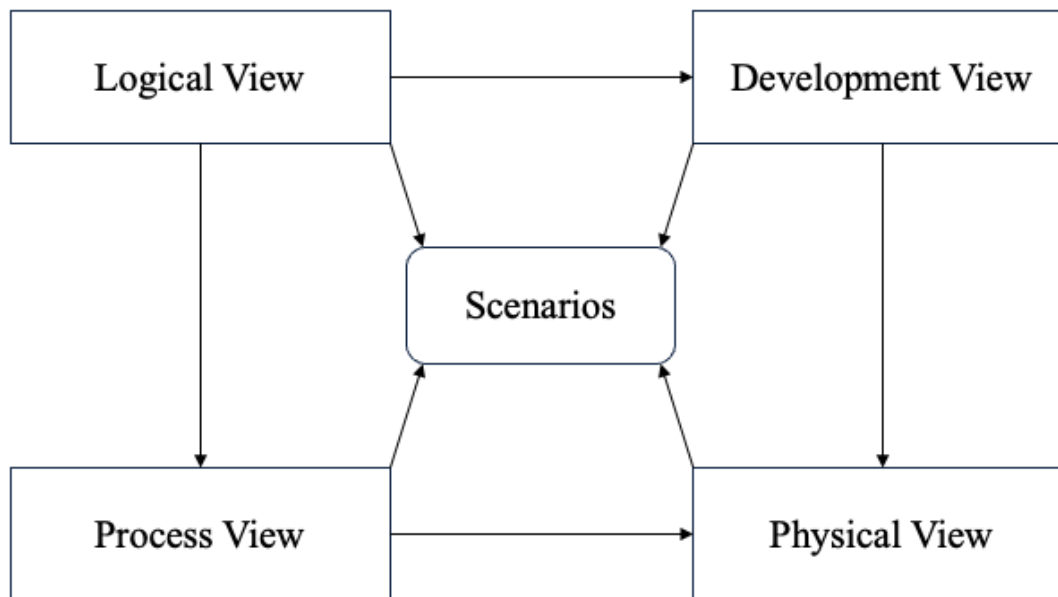 Logical View
Development View
Scenarios
Process View
Physical View